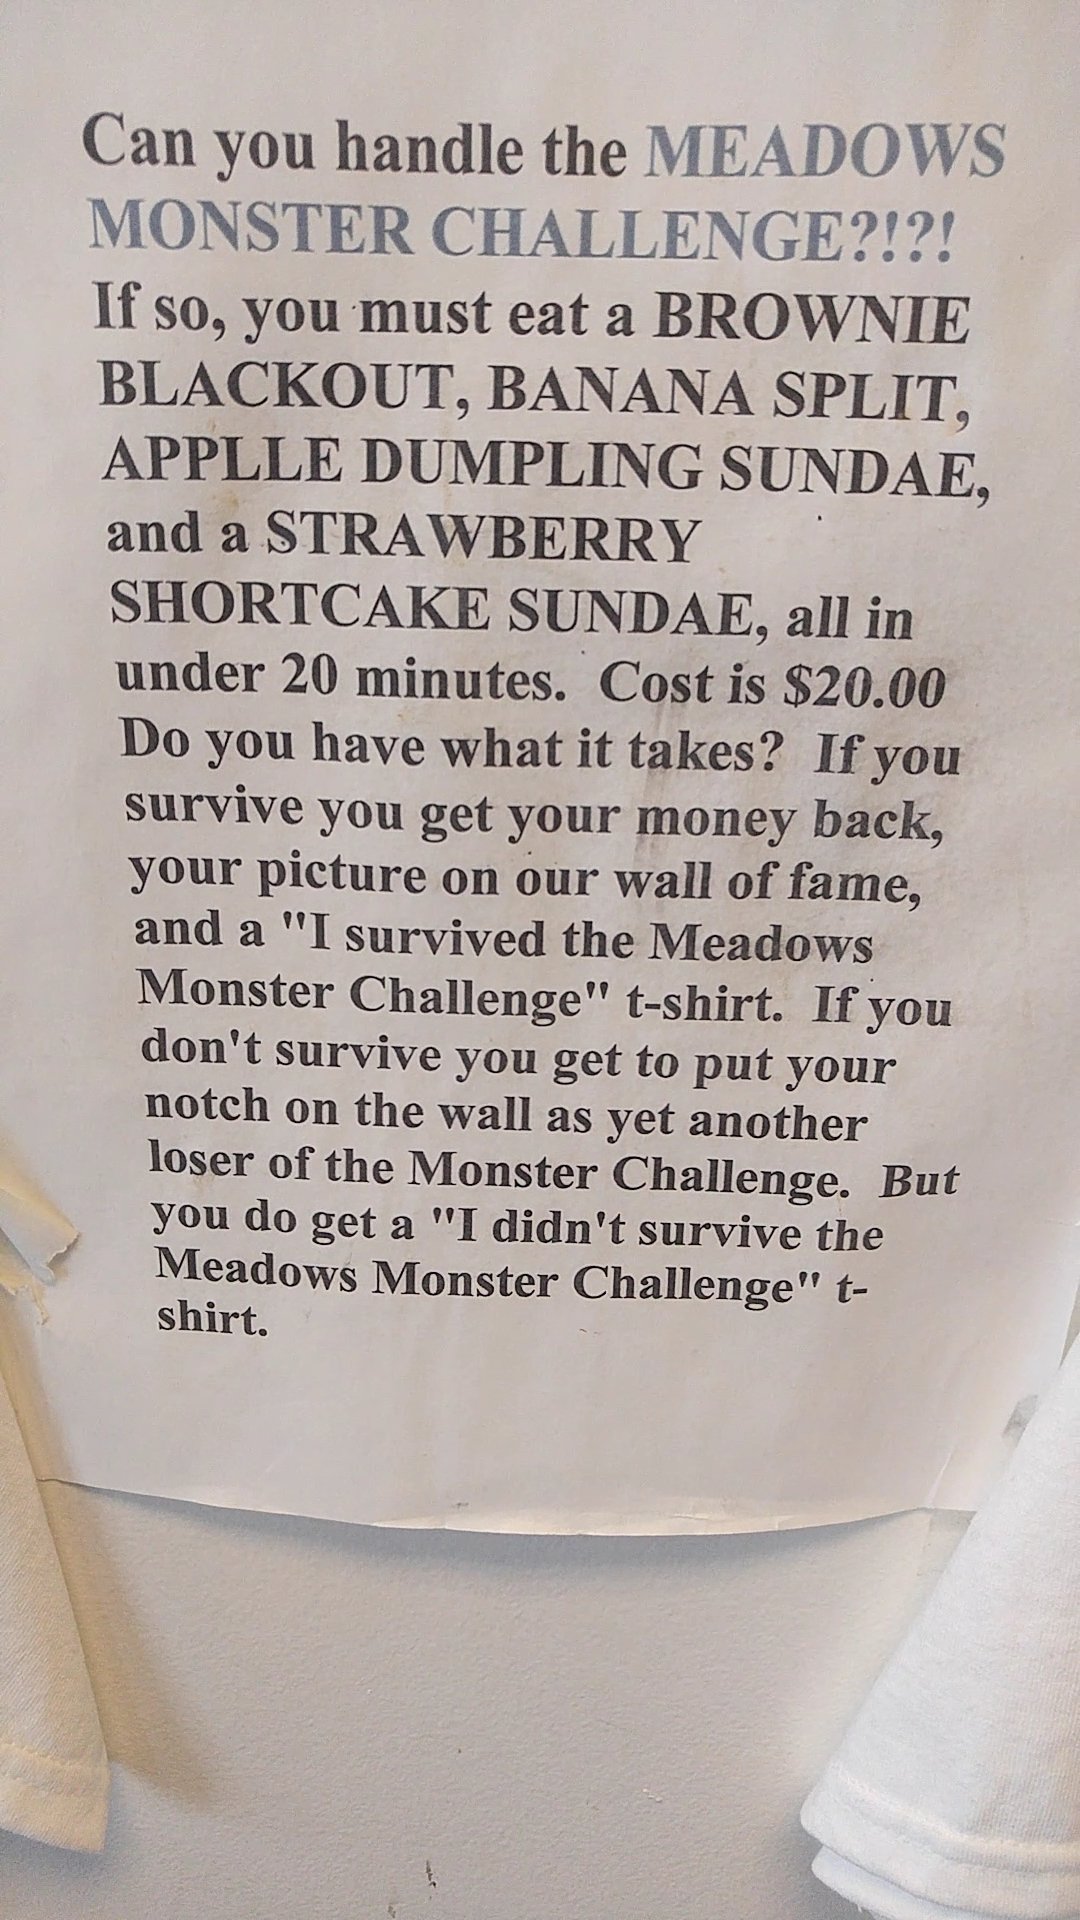 Can you handle the MEADOWS
MONSTER CHALLENGE?!?!
If so, you must eat a BROWNIE
BLACKOUT, BANANA SPLIT,
APPLLE DUMPLING SUNDAE,
and a STRAWBERRY
SHORTCAKE SUNDAE, all in
under 20 minutes.  Cost is $20.00
Do you have what it takes?  If you
survive you get your money back,
your picture on our wall of fame,
and a "I survived the Meadows
Monster Challenge" t-shirt.  If you
don't survive you get to put your
notch on the wall as yet another
loser of the Monster Challenge.  But
you do get a "I didn't survive the
Meadows Monster Challenge" t-
shirt.